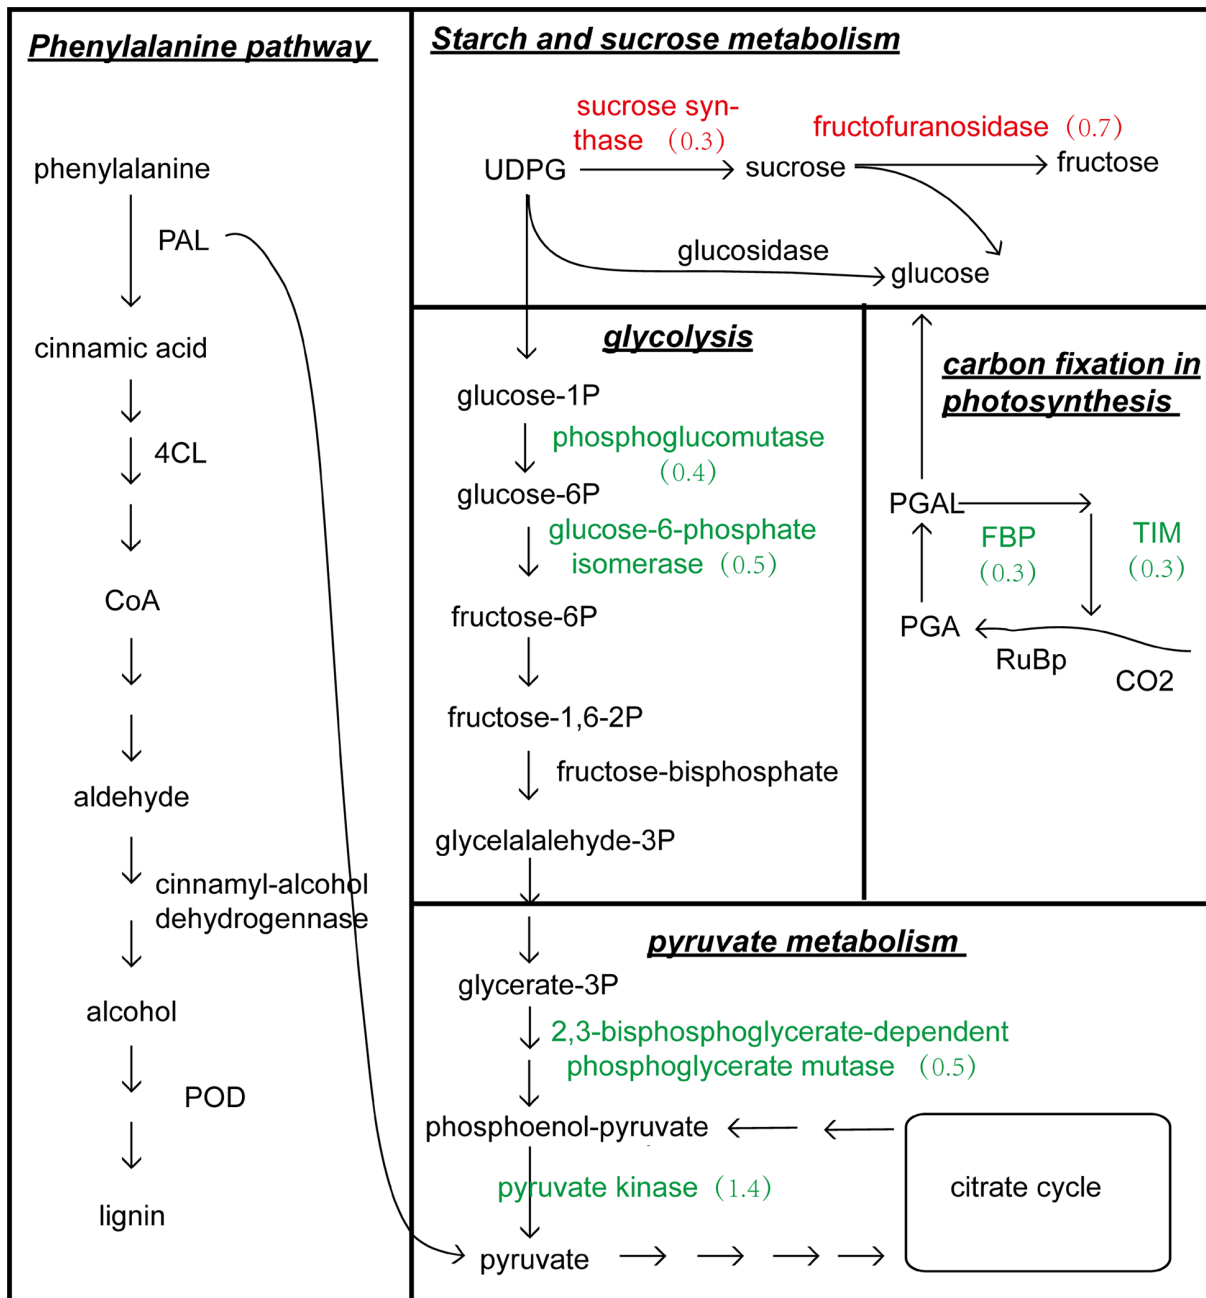 Phenylalanine pathway
phenylalanine
PAL
cinnamic acid
4CL
CoA
aldehyde
cinnamyl-alcohol
dehydrogennase
alcohol
POD
lignin
Starch and sucrose metabolism
sucrose syn-
thase (0.3)
fructofuranosidase (0.7)
UDPG
sucrose
fructose
glucosidase
glucose
glycolysis
glucose-1P
phosphoglucomutase
(0.4)
glucose-6P
glucose-6-phosphate
isomerase (0.5)
fructose-6P
fructose-1,6-2P
fructose-bisphosphate
glycelalalehyde-3P
carbon fixation in
photosynthesis
PGAL
FBP
(0.3)
TIM
(0.3)
PGA
RuBp
CO2
pyruvate metabolism
glycerate-3P
2,3-bisphosphoglycerate-dependent
phosphoglycerate mutase (0.5)
phosphoenol-pyruvate
pyruvate kinase (1.4)
citrate cycle
pyruvate